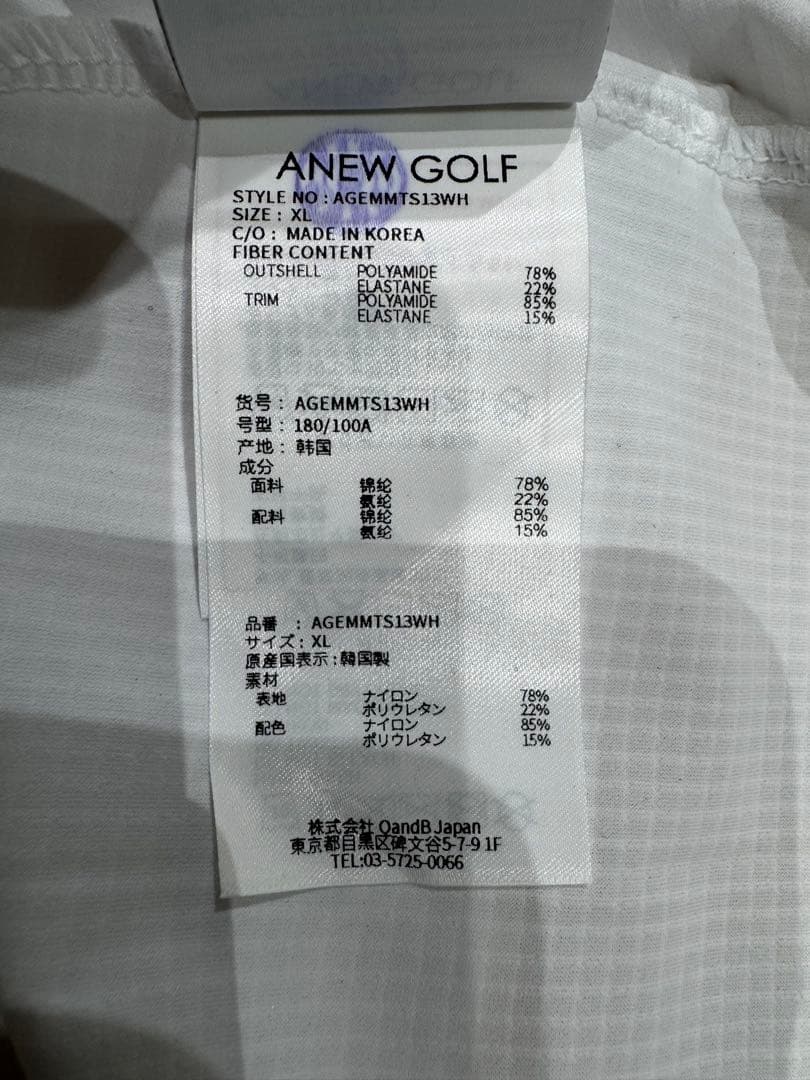 ANEW GOLF
STYLE NO : AGEMMTS13WH
SIZE : XL
C/O : MADE IN KOREA
FIBER CONTENT
OUTSHELL POLYAMIDE 78%
ELASTANE 22%
TRIM POLYAMIDE 85%
ELASTANE 15%
货号 : AGEMMTS13WH
号型 : 180/100A
产地 : 韩国
成分
面料 锦纶 78%
氨纶 22%
配料 锦纶 85%
氨纶 15%
品番 : AGEMMTS13WH
サイズ : XL
原産国表示 : 韓国製
素材
表地 ナイロン 78%
ポリウレタン 22%
配色 ナイロン 85%
ポリウレタン 15%
株式会社 QandB Japan
東京都目黒区碑文谷5-7-9 1F
TEL:03-5725-0066